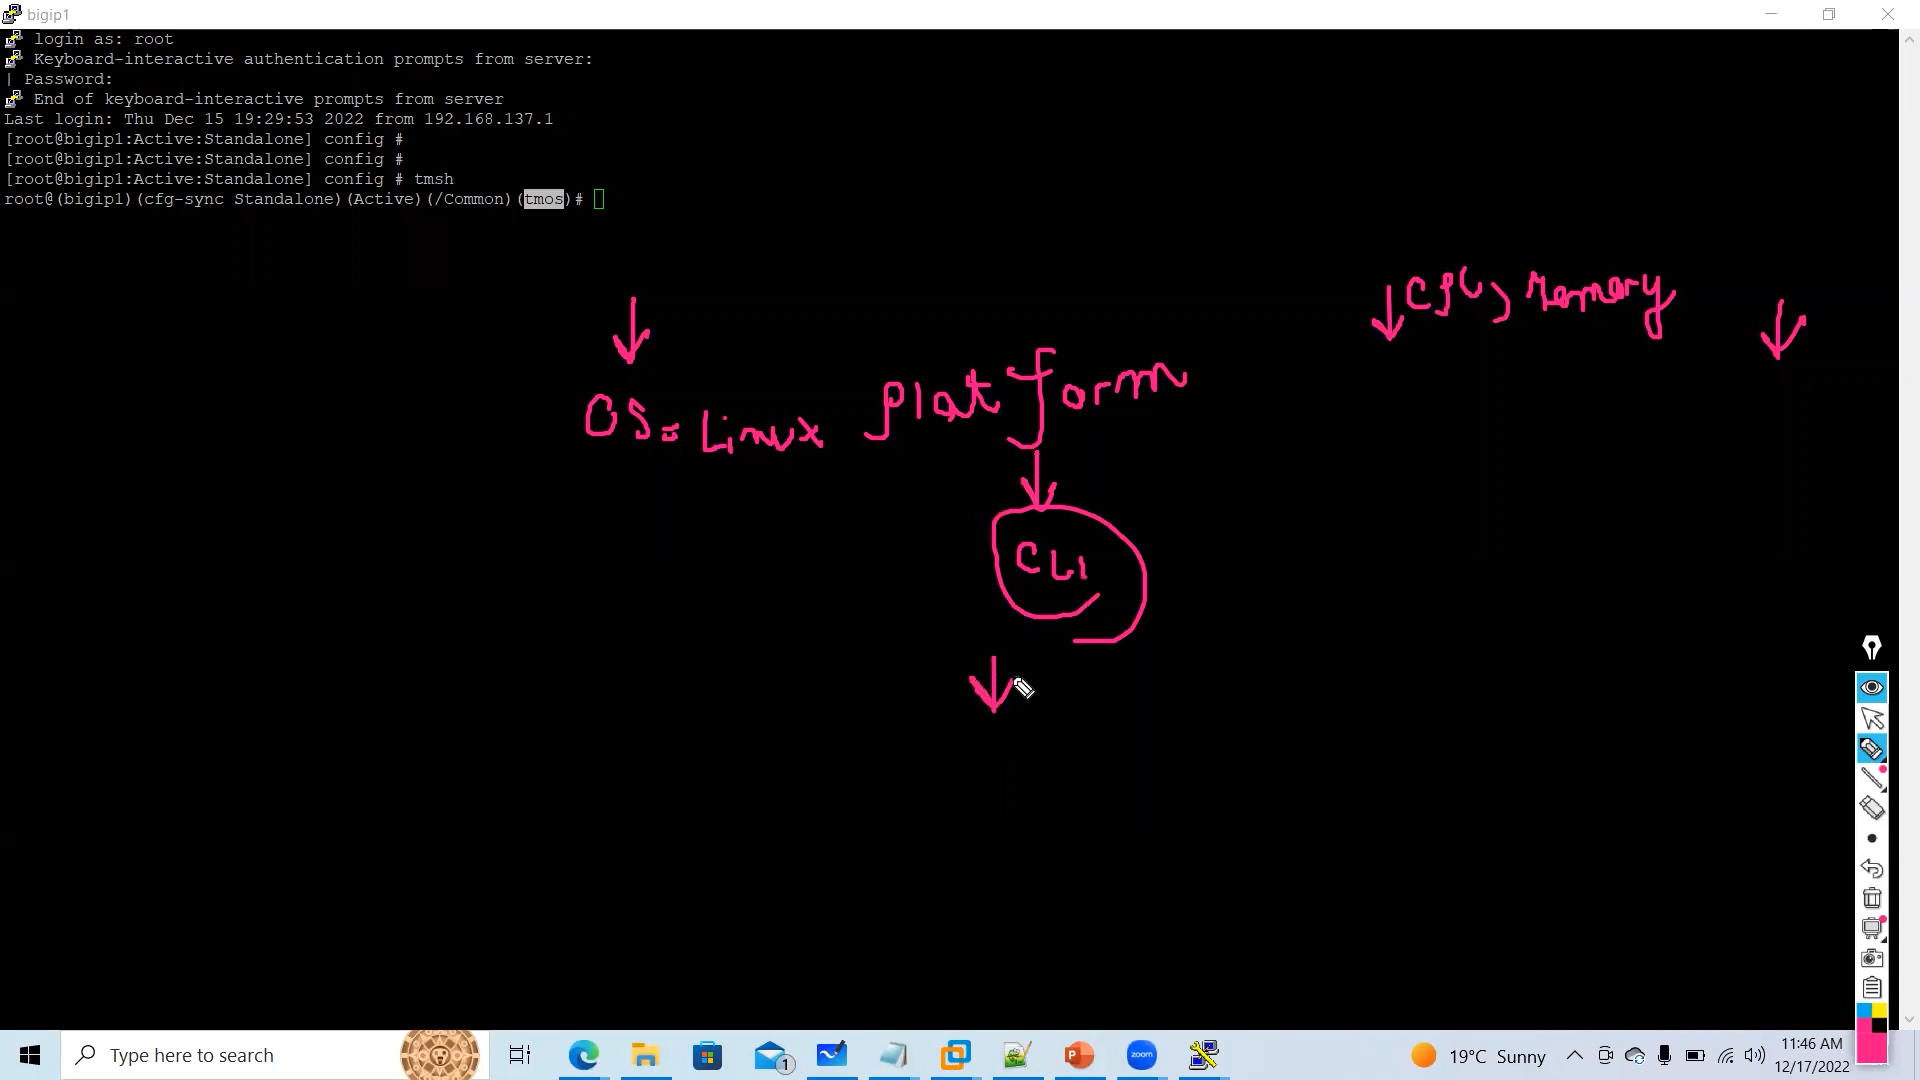 bigip1
login as: root
Keyboard-interactive authentication prompts from server:
| Password:
End of keyboard-interactive prompts from server
Last login: Thu Dec 15 19:29:53 2022 from 192.168.137.1
[root@bigip1:Active:Standalone] config #
[root@bigip1:Active:Standalone] config #
[root@bigip1:Active:Standalone] config # tmsh
root@(bigip1)(cfg-sync Standalone)(Active)(/Common)(tmos)#
memory
OS= Linux platform
CLI
Type here to search
1
P
zoom
19°C Sunny
11:46 AM
12/17/2022